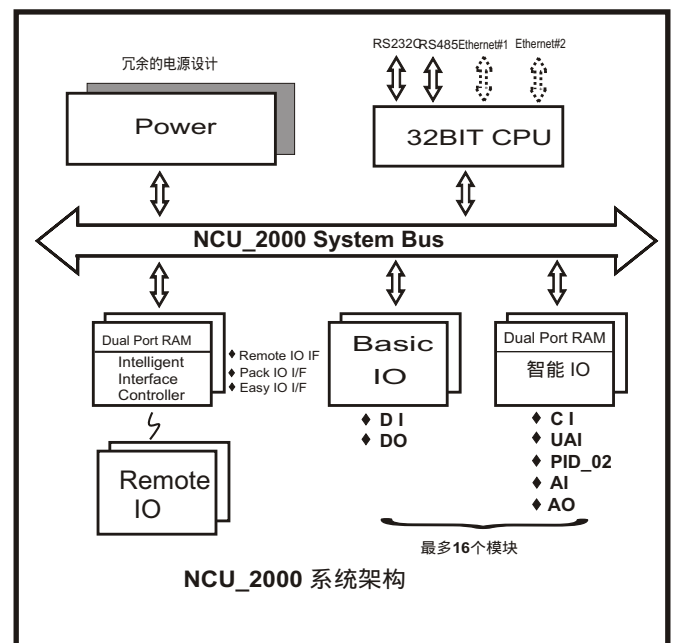 RS232C RS485 Ethernet#1 Ethernet#2
冗余的电源设计
Power
32BIT CPU
NCU_2000 System Bus
Dual Port RAM
Intelligent
Interface
Controller
♦ Remote IO IF
♦ Pack IO I/F
♦ Easy IO I/F
Basic
IO
Dual Port RAM
智能 IO
♦ D I
♦ DO
♦ C I
♦ UAI
♦ PID_02
♦ AI
♦ AO
Remote
IO
最多16个模块
NCU_2000 系统架构